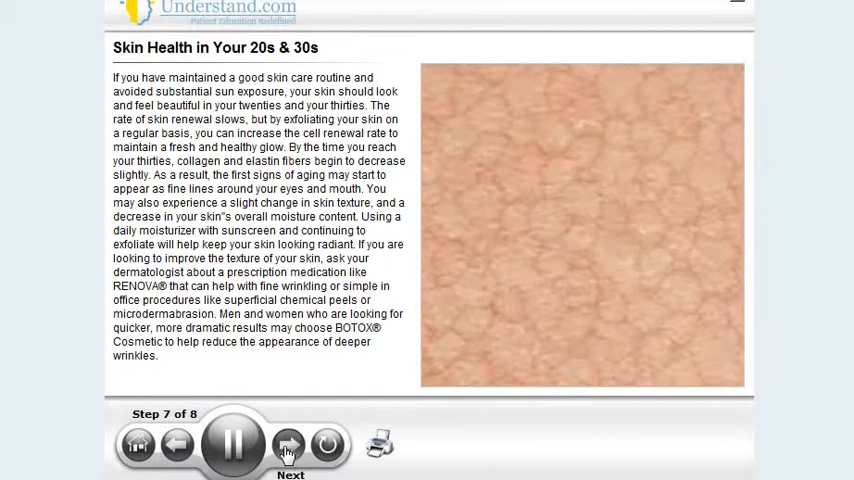 Understand.com
Patient Education Redefined
Skin Health in Your 20s & 30s
If you have maintained a good skin care routine and
avoided substantial sun exposure, your skin should look
and feel beautiful in your twenties and your thirties. The
rate of skin renewal slows, but by exfoliating your skin on
a regular basis, you can increase the cell renewal rate to
maintain a fresh and healthy glow. By the time you reach
your thirties, collagen and elastin fibers begin to decrease
slightly. As a result, the first signs of aging may start to
appear as fine lines around your eyes and mouth. You
may also experience a slight change in skin texture, and a
decrease in your skin"s overall moisture content. Using a
daily moisturizer with sunscreen and continuing to
exfoliate will help keep your skin looking radiant. If you are
looking to improve the texture of your skin, ask your
dermatologist about a prescription medication like
RENOVA® that can help with fine wrinkling or simple in
office procedures like superficial chemical peels or
microdermabrasion. Men and women who are looking for
quicker, more dramatic results may choose BOTOX®
Cosmetic to help reduce the appearance of deeper
wrinkles.
Step 7 of 8
Next